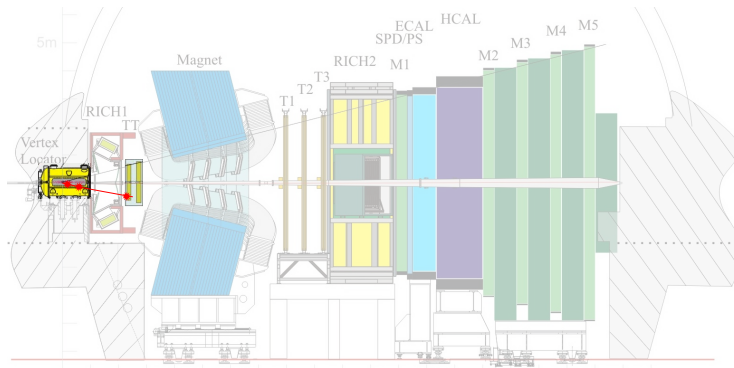 5m
Vertex
Locator
RICH1
TT
Magnet
T1
T2
T3
RICH2
M1
SPD/PS
ECAL
HCAL
M2
M3
M4
M5